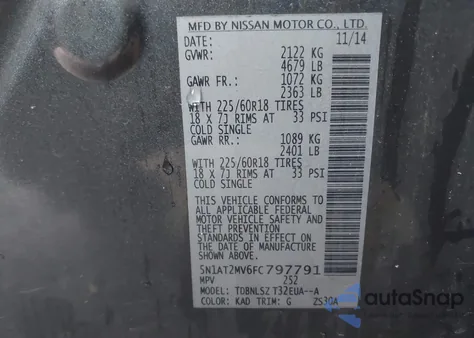 MFD BY NISSAN MOTOR CO., LTD.
DATE: 11/14
GVWR: 2122 KG
4679 LB
GAWR FR.: 1072 KG
2363 LB
WITH 225/60R18 TIRES
18 X 7J RIMS AT 33 PSI
COLD SINGLE
GAWR RR.: 1089 KG
2401 LB
WITH 225/60R18 TIRES
18 X 7J RIMS AT 33 PSI
COLD SINGLE
THIS VEHICLE CONFORMS TO
ALL APPLICABLE FEDERAL
MOTOR VEHICLE SAFETY
STANDARDS IN EFFECT ON
THE DATE OF MANUFACTURE
SHOWN ABOVE.
5N1AT2MV6FC797791
MPV 252
MODEL: TDBNLSZ T32EUA--A
COLOR: KAD TRIM: G ZS30A
autoSnap